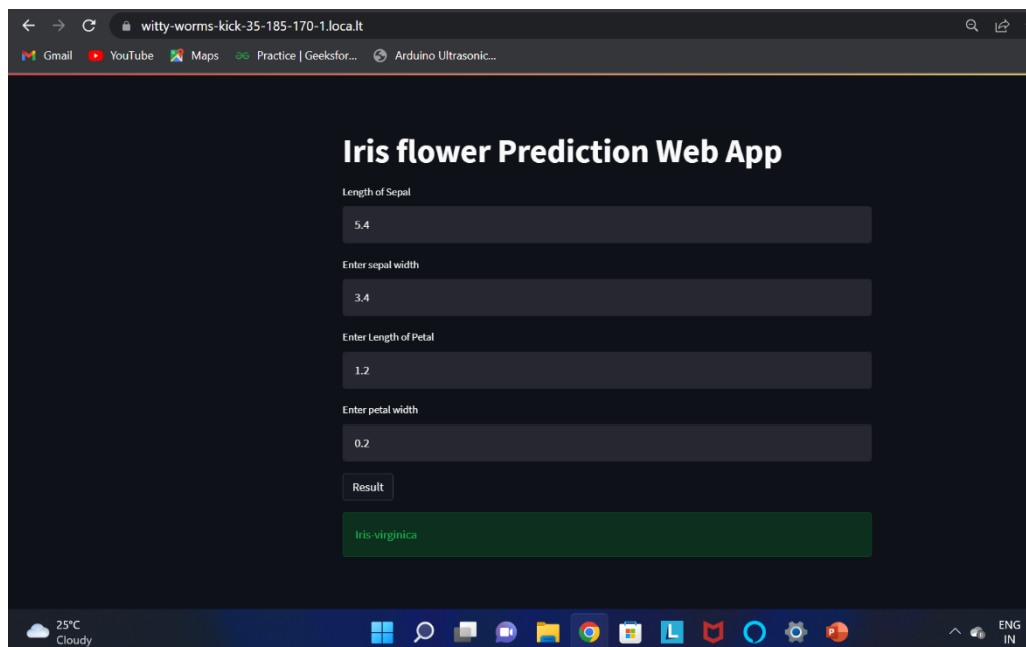 witty-worms-kick-35-185-170-1.loca.lt
Gmail YouTube Maps Practice | Geeksfor... Arduino Ultrasonic...
Iris flower Prediction Web App
Length of Sepal
5.4
Enter sepal width
3.4
Enter Length of Petal
1.2
Enter petal width
0.2
Result
Iris-virginica
25°C
Cloudy
L
P
ENG
IN